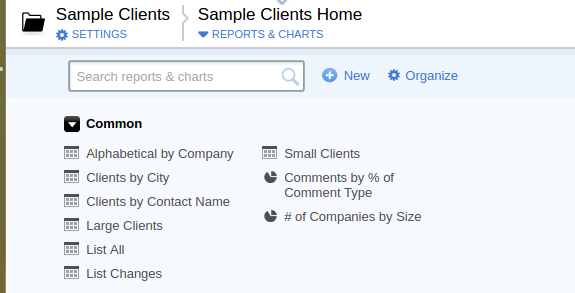 Sample Clients
Sample Clients Home
SETTINGS
REPORTS & CHARTS
Search reports & charts
New
Organize
Common
Alphabetical by Company
Clients by City
Clients by Contact Name
Large Clients
List All
List Changes
Small Clients
Comments by % of
Comment Type
# of Companies by Size